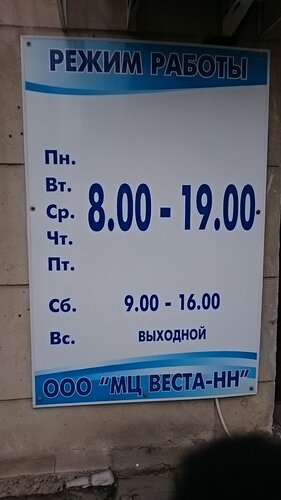 РЕЖИМ РАБОТЫ
Пн.
Вт.
Ср. 8.00 - 19.00
Чт.
Пт.
Сб. 9.00 - 16.00
Вс. ВЫХОДНОЙ
ООО "МЦ ВЕСТА-НН"